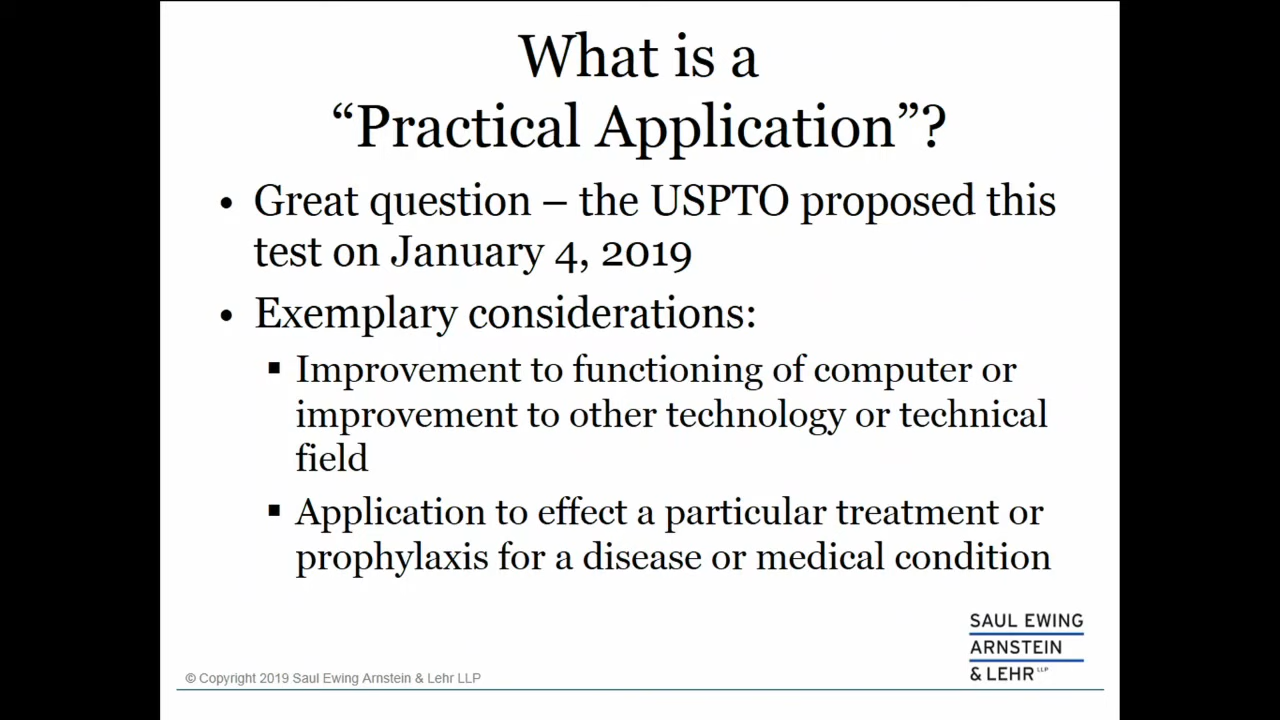 What is a
“Practical Application”?
• Great question – the USPTO proposed this
test on January 4, 2019
• Exemplary considerations:
▪ Improvement to functioning of computer or
improvement to other technology or technical
field
▪ Application to effect a particular treatment or
prophylaxis for a disease or medical condition
SAUL EWING
ARNSTEIN
& LEHR LLP
© Copyright 2019 Saul Ewing Arnstein & Lehr LLP